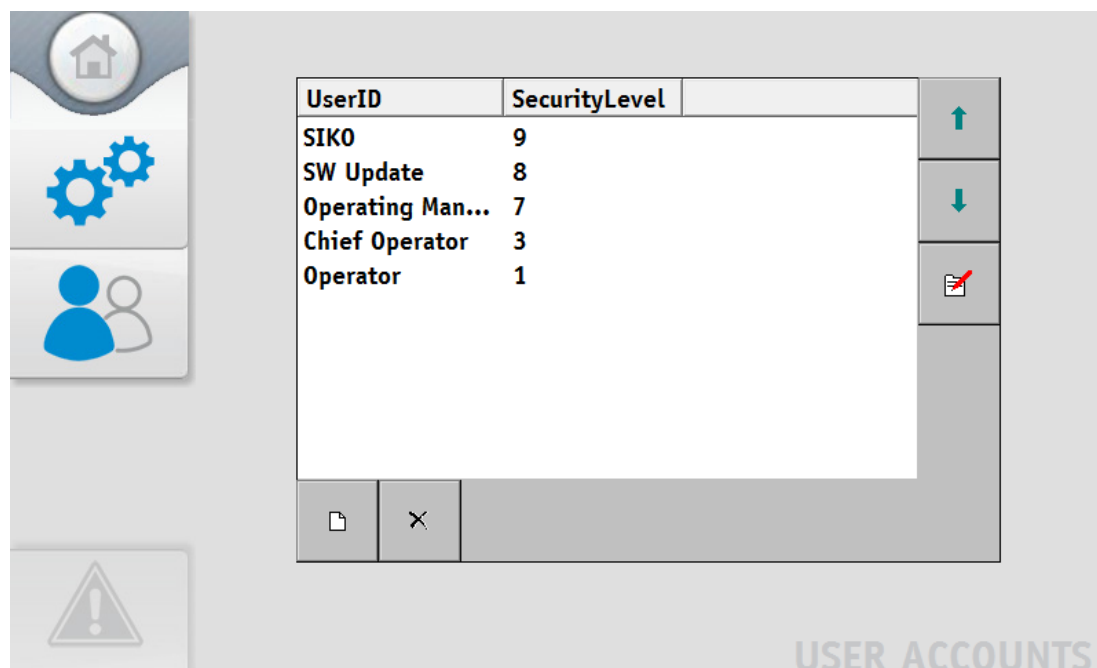 UserID SecurityLevel
SIKO 9
SW Update 8
Operating Man... 7
Chief Operator 3
Operator 1
USER ACCOUNTS